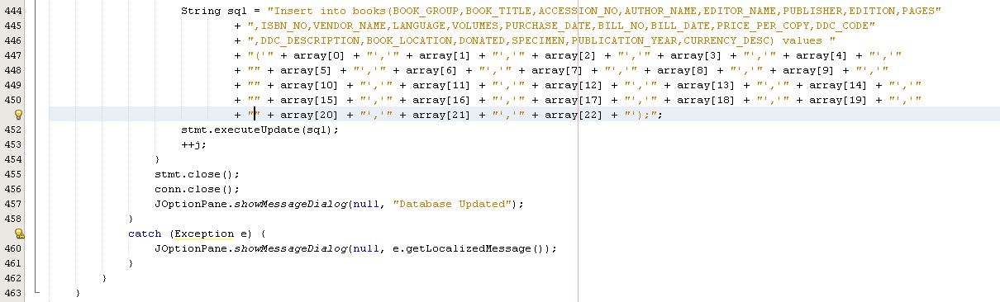 444 String sql = "Insert into books(BOOK_GROUP,BOOK_TITLE,ACCESSION_NO,AUTHOR_NAME,EDITOR_NAME,PUBLISHER,EDITION,PAGES"
445 + ",ISBN_NO,VENDOR_NAME,LANGUAGE,VOLUMES,PURCHASE_DATE,BILL_NO,BILL_DATE,PRICE_PER_COPY,DDC_CODE"
446 + ",DDC_DESCRIPTION,BOOK_LOCATION,DONATED,SPECIMEN,PUBLICATION_YEAR,CURRENCY_DESC) values "
447 + "('" + array[0] + "','" + array[1] + "','" + array[2] + "','" + array[3] + "','" + array[4] + "','"
448 + "" + array[5] + "','" + array[6] + "','" + array[7] + "','" + array[8] + "','" + array[9] + "','"
449 + "" + array[10] + "','" + array[11] + "','" + array[12] + "','" + array[13] + "','" + array[14] + "','"
450 + "" + array[15] + "','" + array[16] + "','" + array[17] + "','" + array[18] + "','" + array[19] + "','"
+ "" + array[20] + "','" + array[21] + "','" + array[22] + "');";
452 stmt.executeUpdate(sql);
453 ++j;
454 }
455 stmt.close();
456 conn.close();
457 JOptionPane.showMessageDialog(null, "Database Updated");
458 }
catch (Exception e) {
460 JOptionPane.showMessageDialog(null, e.getLocalizedMessage());
461 }
462 }
463 }